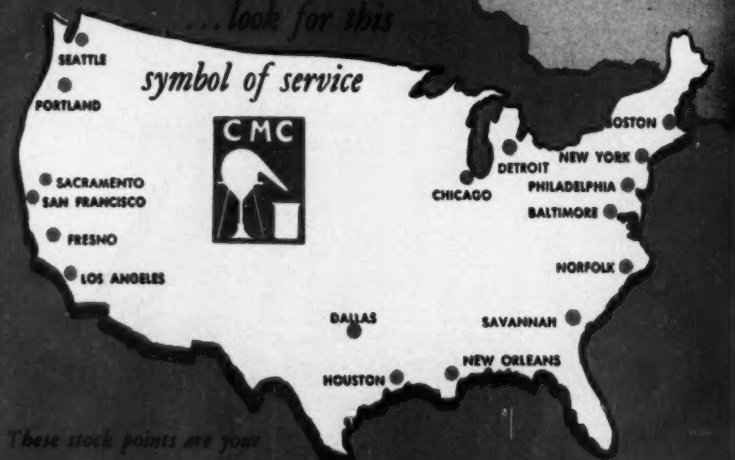 ...look for this
symbol of service
CMC
SEATTLE
PORTLAND
SACRAMENTO
SAN FRANCISCO
FRESNO
LOS ANGELES
BOSTON
DETROIT
NEW YORK
CHICAGO
PHILADELPHIA
BALTIMORE
NORFOLK
DALLAS
SAVANNAH
NEW ORLEANS
HOUSTON
These stock points are your